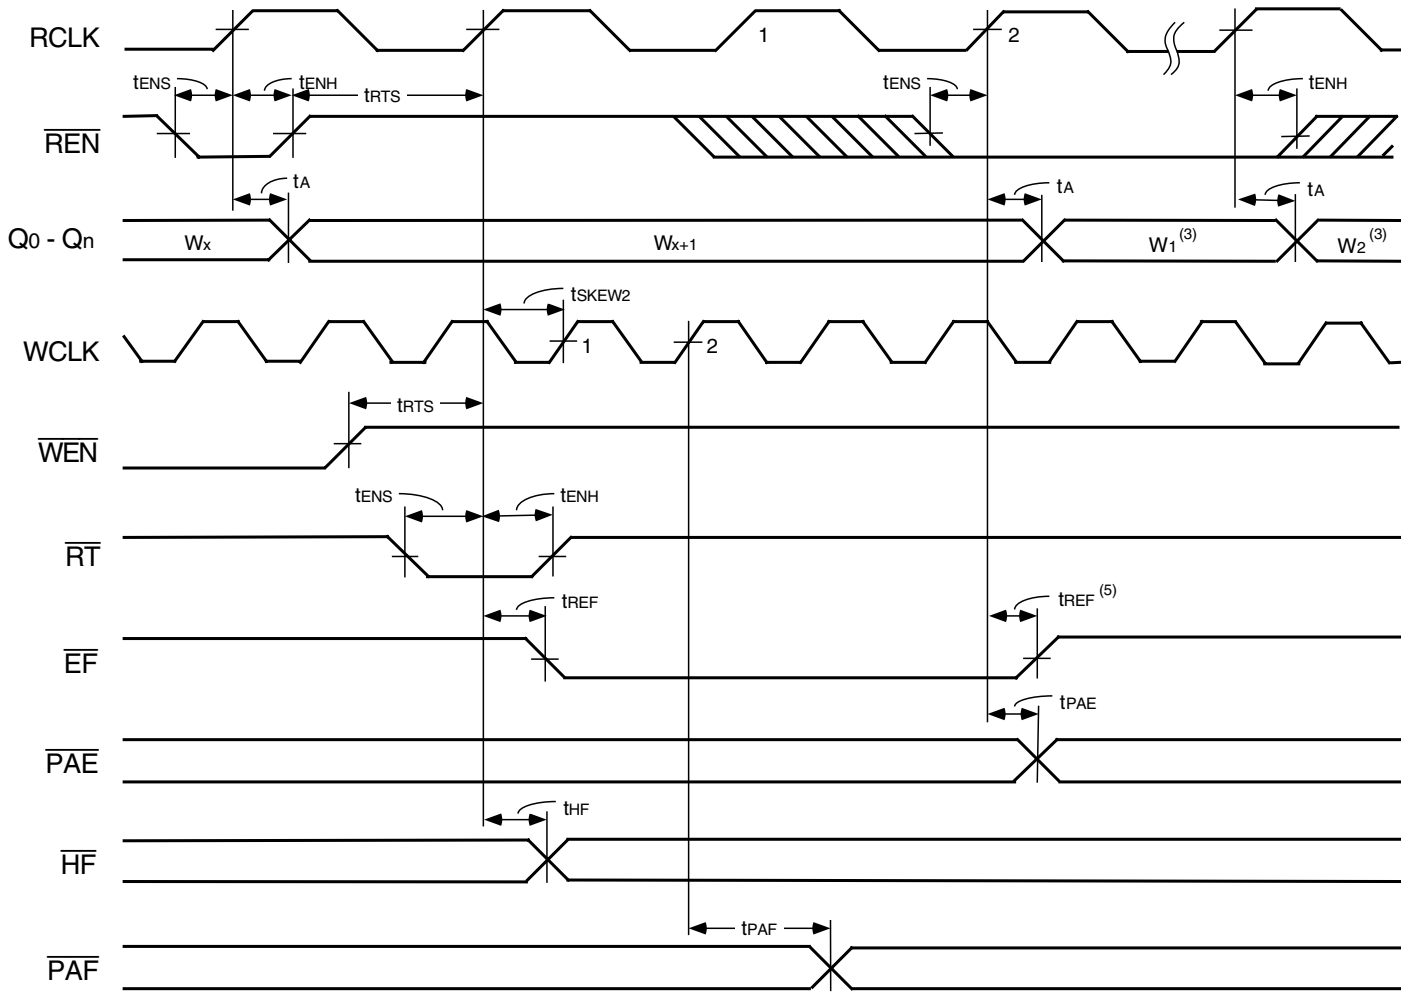 RCLK 1 2
tENS tENH tRTS tENS tENH
REN
tA tA tA
Q0 - Qn Wx Wx+1 W1 (3) W2 (3)
tSKEW2
WCLK 1 2
tRTS
WEN
tENS tENH
RT
tREF tREF (5)
EF
tPAE
PAE
tHF
HF
tPAF
PAF